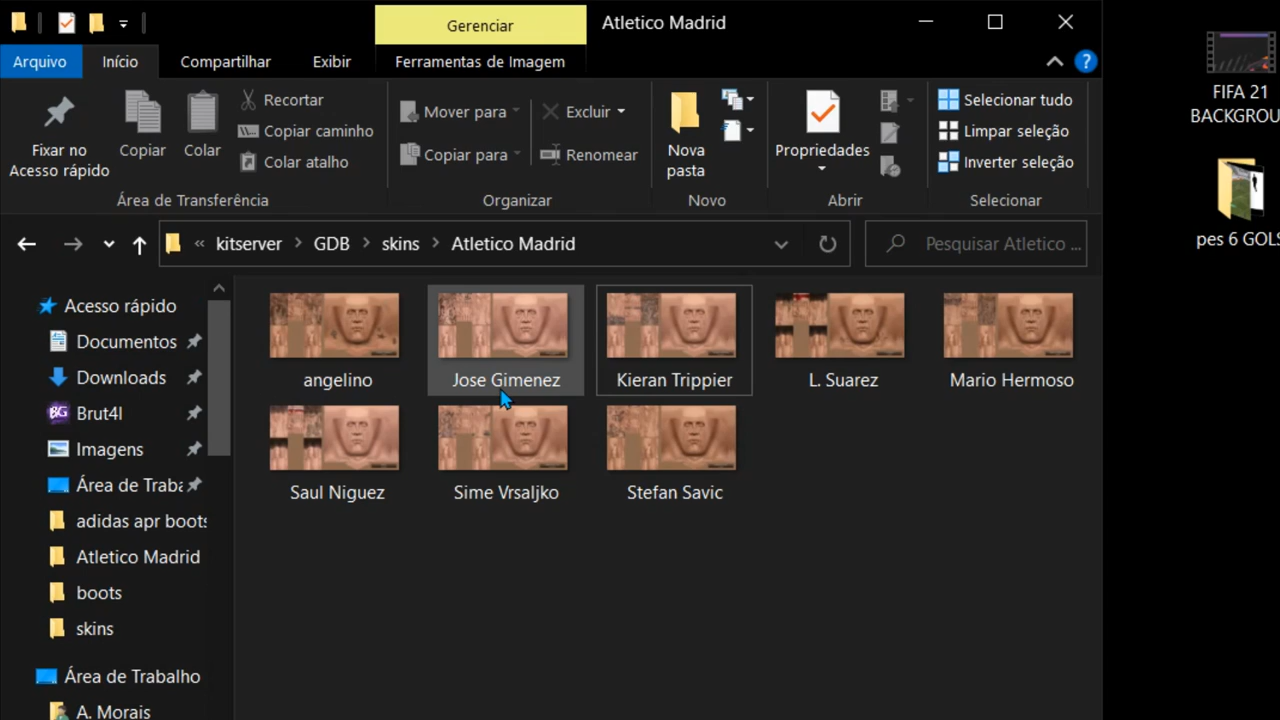 Gerenciar
Atletico Madrid
Arquivo
Início
Compartilhar
Exibir
Ferramentas de Imagem
?
Fixar no
Acesso rápido
Copiar
Colar
Recortar
Copiar caminho
Colar atalho
Área de Transferência
Mover para
Copiar para
Excluir
Renomear
Organizar
Nova
pasta
Novo
Propriedades
Abrir
Selecionar tudo
Limpar seleção
Inverter seleção
Selecionar
« kitserver > GDB > skins > Atletico Madrid
Pesquisar Atletico ...
Acesso rápido
Documentos
Downloads
BG
Brut4l
Imagens
Área de Traba
adidas apr boots
Atletico Madrid
boots
skins
Área de Trabalho
A. Morais
angelino
Jose Gimenez
Kieran Trippier
L. Suarez
Mario Hermoso
Saul Niguez
Sime Vrsaljko
Stefan Savic
FIFA 21
BACKGROU
pes 6 GOLS